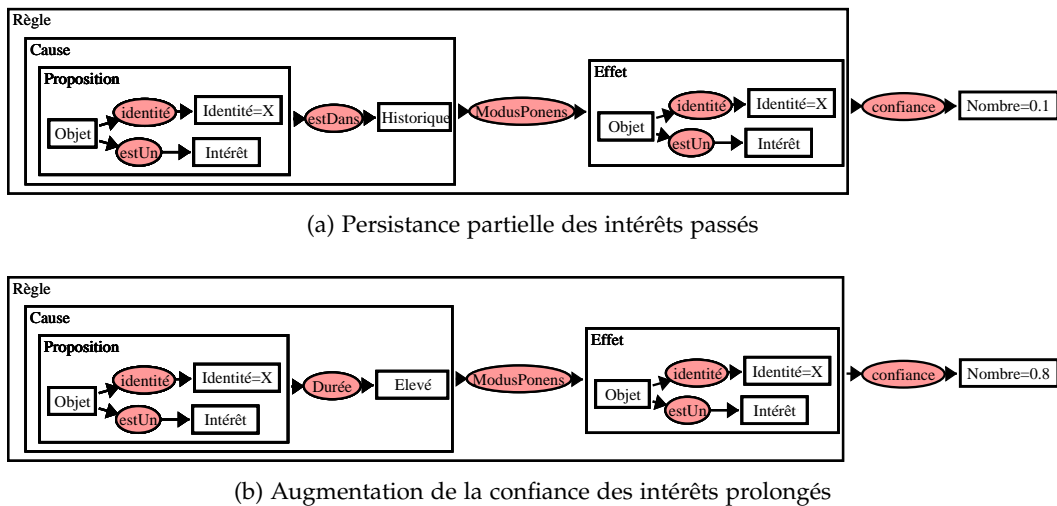 Règle
Cause
Proposition
Effet
identité
Identité=X
Objet
estUn
Intérêt
estDans
Historique
ModusPonens
Objet
identité
Identité=X
estUn
Intérêt
confiance
Nombre=0.1
(a) Persistance partielle des intérêts passés
Règle
Cause
Proposition
Effet
identité
Identité=X
Objet
estUn
Intérêt
Durée
Elevé
ModusPonens
Objet
identité
Identité=X
estUn
Intérêt
confiance
Nombre=0.8
(b) Augmentation de la confiance des intérêts prolongés